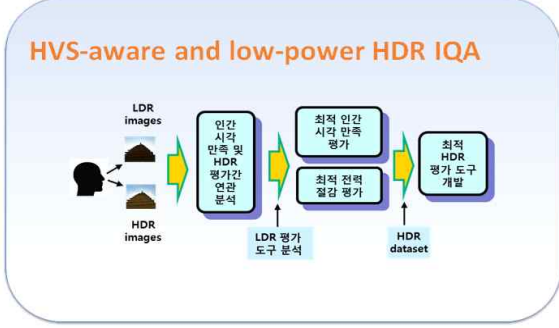 HVS-aware and low-power HDR IQA
LDR
images
HDR
images
인간
시각
만족 및
HDR
평가간
연관
분석
LDR 평가
도구 분석
최적 인간
시각 만족
평가
최적 전력
절감 평가
HDR
dataset
최적
HDR
평가 도구
개발